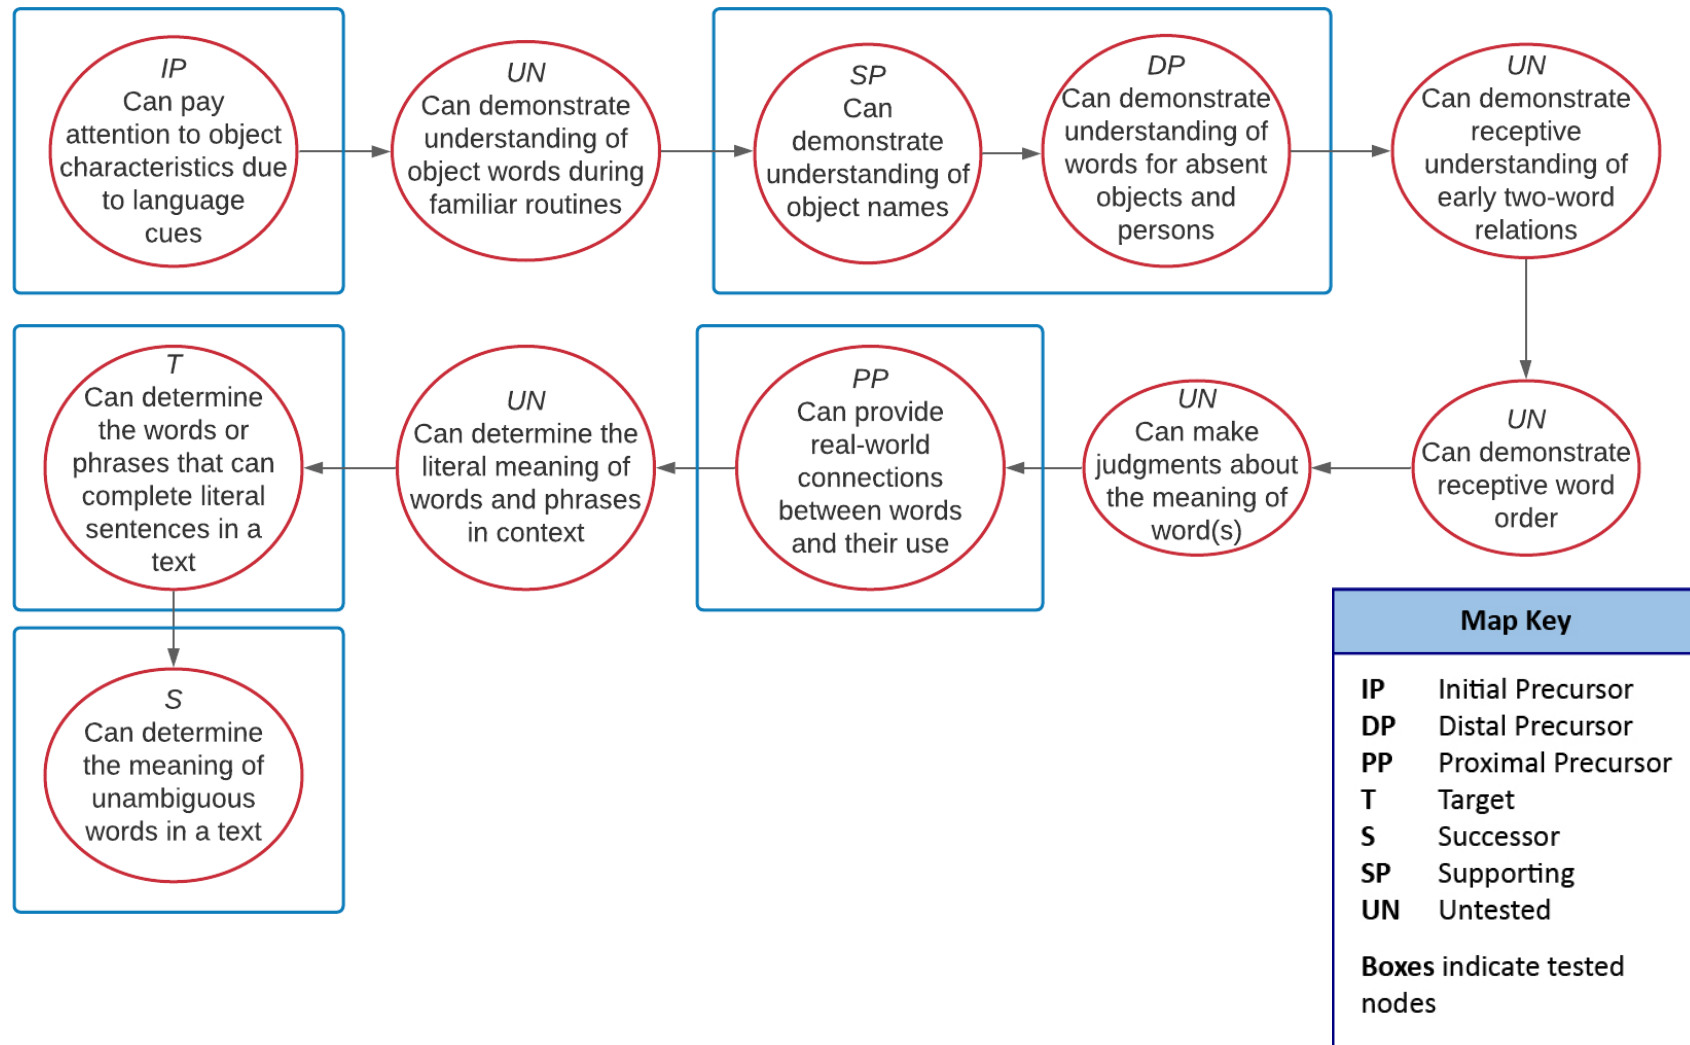 IP
Can pay
attention to object
characteristics due
to language
cues
UN
Can demonstrate
understanding of
object words during
familiar routines
SP
Can
demonstrate
understanding of
object names
DP
Can demonstrate
understanding of
words for absent
objects and
persons
UN
Can demonstrate
receptive
understanding of
early two-word
relations
UN
Can demonstrate
receptive word
order
UN
Can make
judgments about
the meaning of
word(s)
PP
Can provide
real-world
connections
between words
and their use
UN
Can determine the
literal meaning of
words and phrases
in context
T
Can determine
the words or
phrases that can
complete literal
sentences in a
text
S
Can determine
the meaning of
unambiguous
words in a text
Map Key
IP Initial Precursor
DP Distal Precursor
PP Proximal Precursor
T Target
S Successor
SP Supporting
UN Untested
Boxes indicate tested
nodes